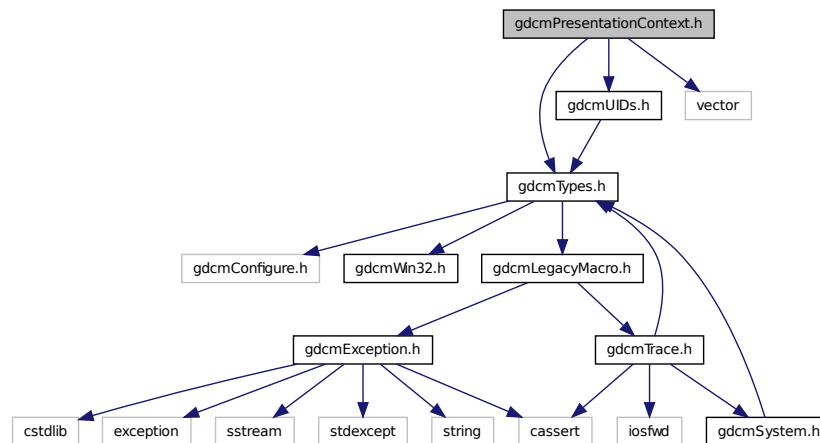 gdcmPresentationContext.h
gdcmUIDs.h
vector
gdcmTypes.h
gdcmConfigure.h
gdcmWin32.h
gdcmLegacyMacro.h
gdcmException.h
gdcmTrace.h
cstdlib
exception
sstream
stdexcept
string
cassert
iosfwd
gdcmSystem.h